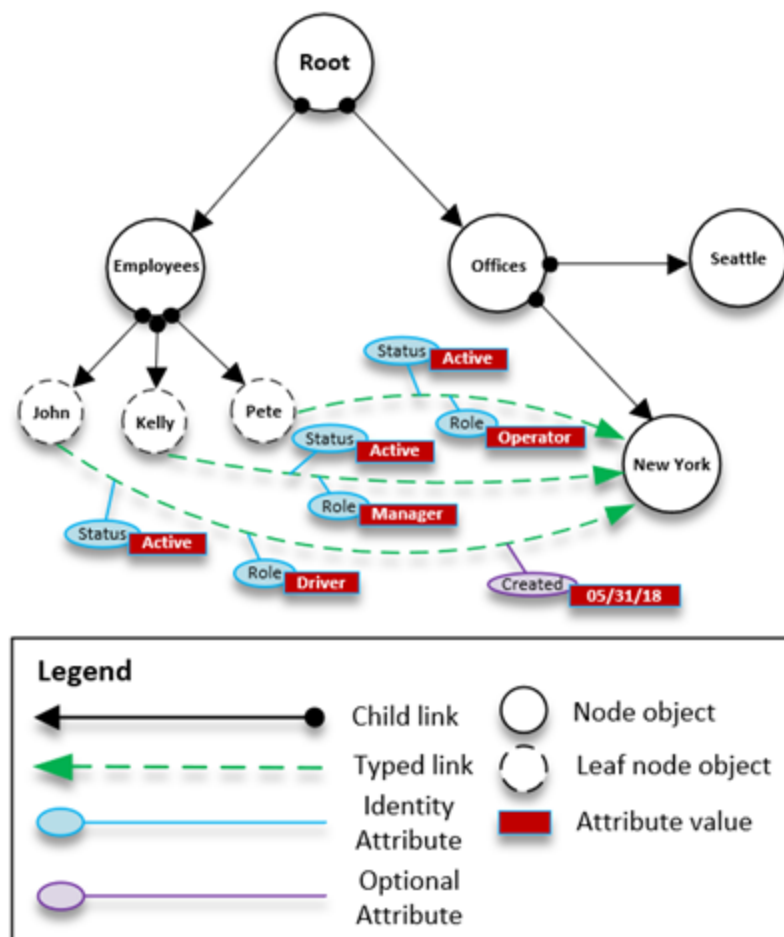 Root
Employees
Offices
Seattle
Status Active
John
Kelly
Pete
Role Operator
Status Active
New York
Role Manager
Status Active
Role Driver
Created 05/31/18
Legend
Child link
Node object
Typed link
Leaf node object
Identity
Attribute
Attribute value
Optional
Attribute